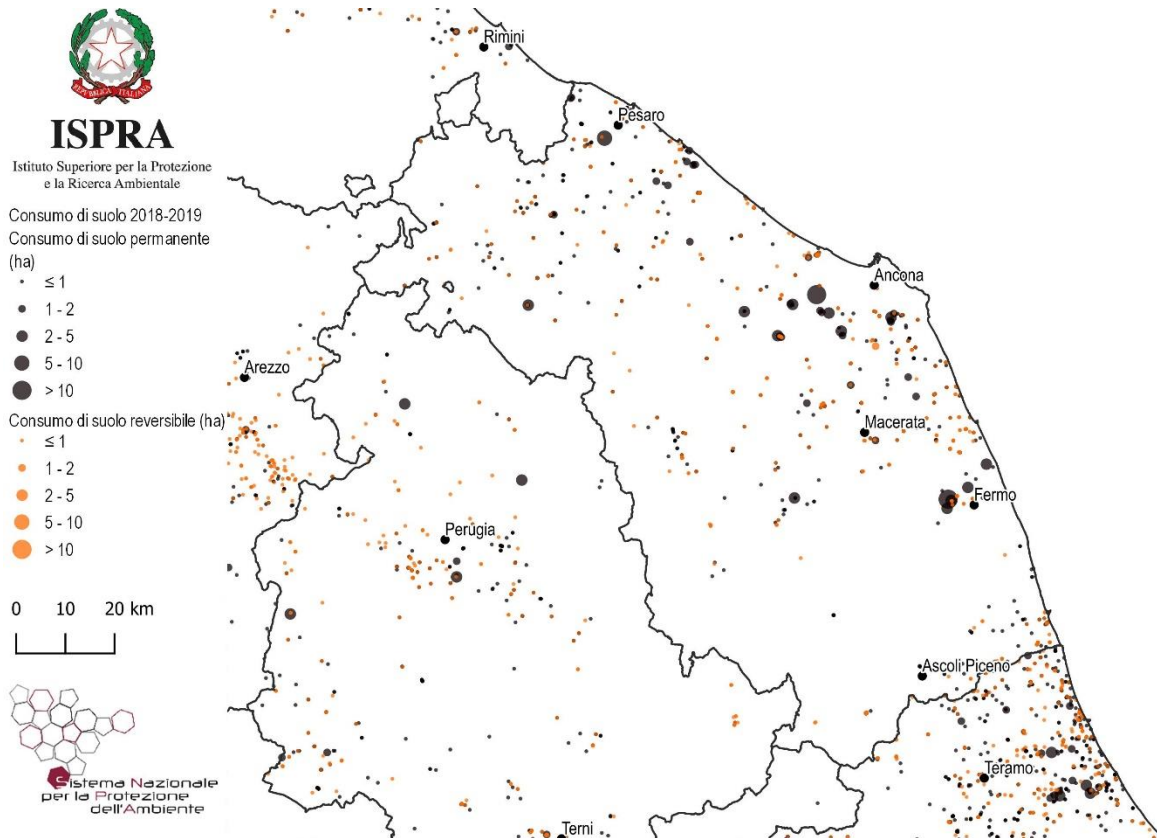 REPVBBLICA ITALIANA
ISPRA
Istituto Superiore per la Protezione
e la Ricerca Ambientale
Consumo di suolo 2018-2019
Consumo di suolo permanente
(ha)
≤ 1
1 - 2
2 - 5
5 - 10
> 10
Consumo di suolo reversibile (ha)
≤ 1
1 - 2
2 - 5
5 - 10
> 10
0 10 20 km
Sistema Nazionale
per la Protezione
dell'Ambiente
Rimini
Pesaro
Ancona
Arezzo
Macerata
Fermo
Perugia
Ascoli Piceno
Teramo
Terni